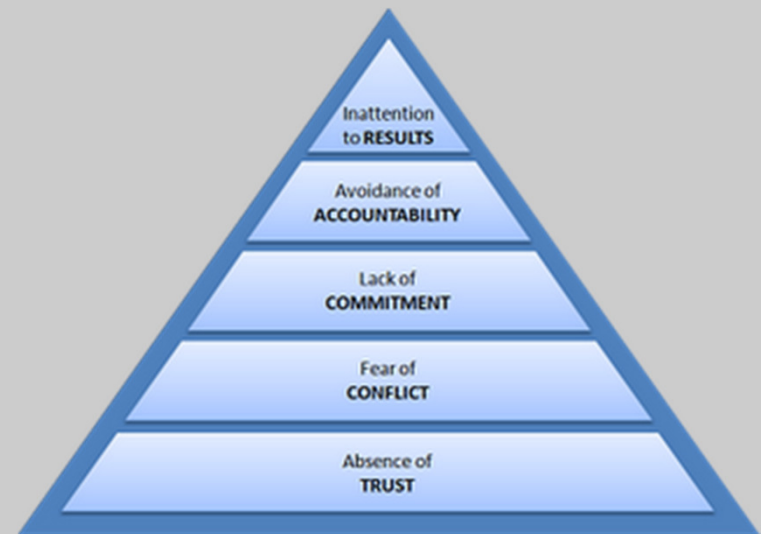 Inattention
to RESULTS
Avoidance of
ACCOUNTABILITY
Lack of
COMMITMENT
Fear of
CONFLICT
Absence of
TRUST